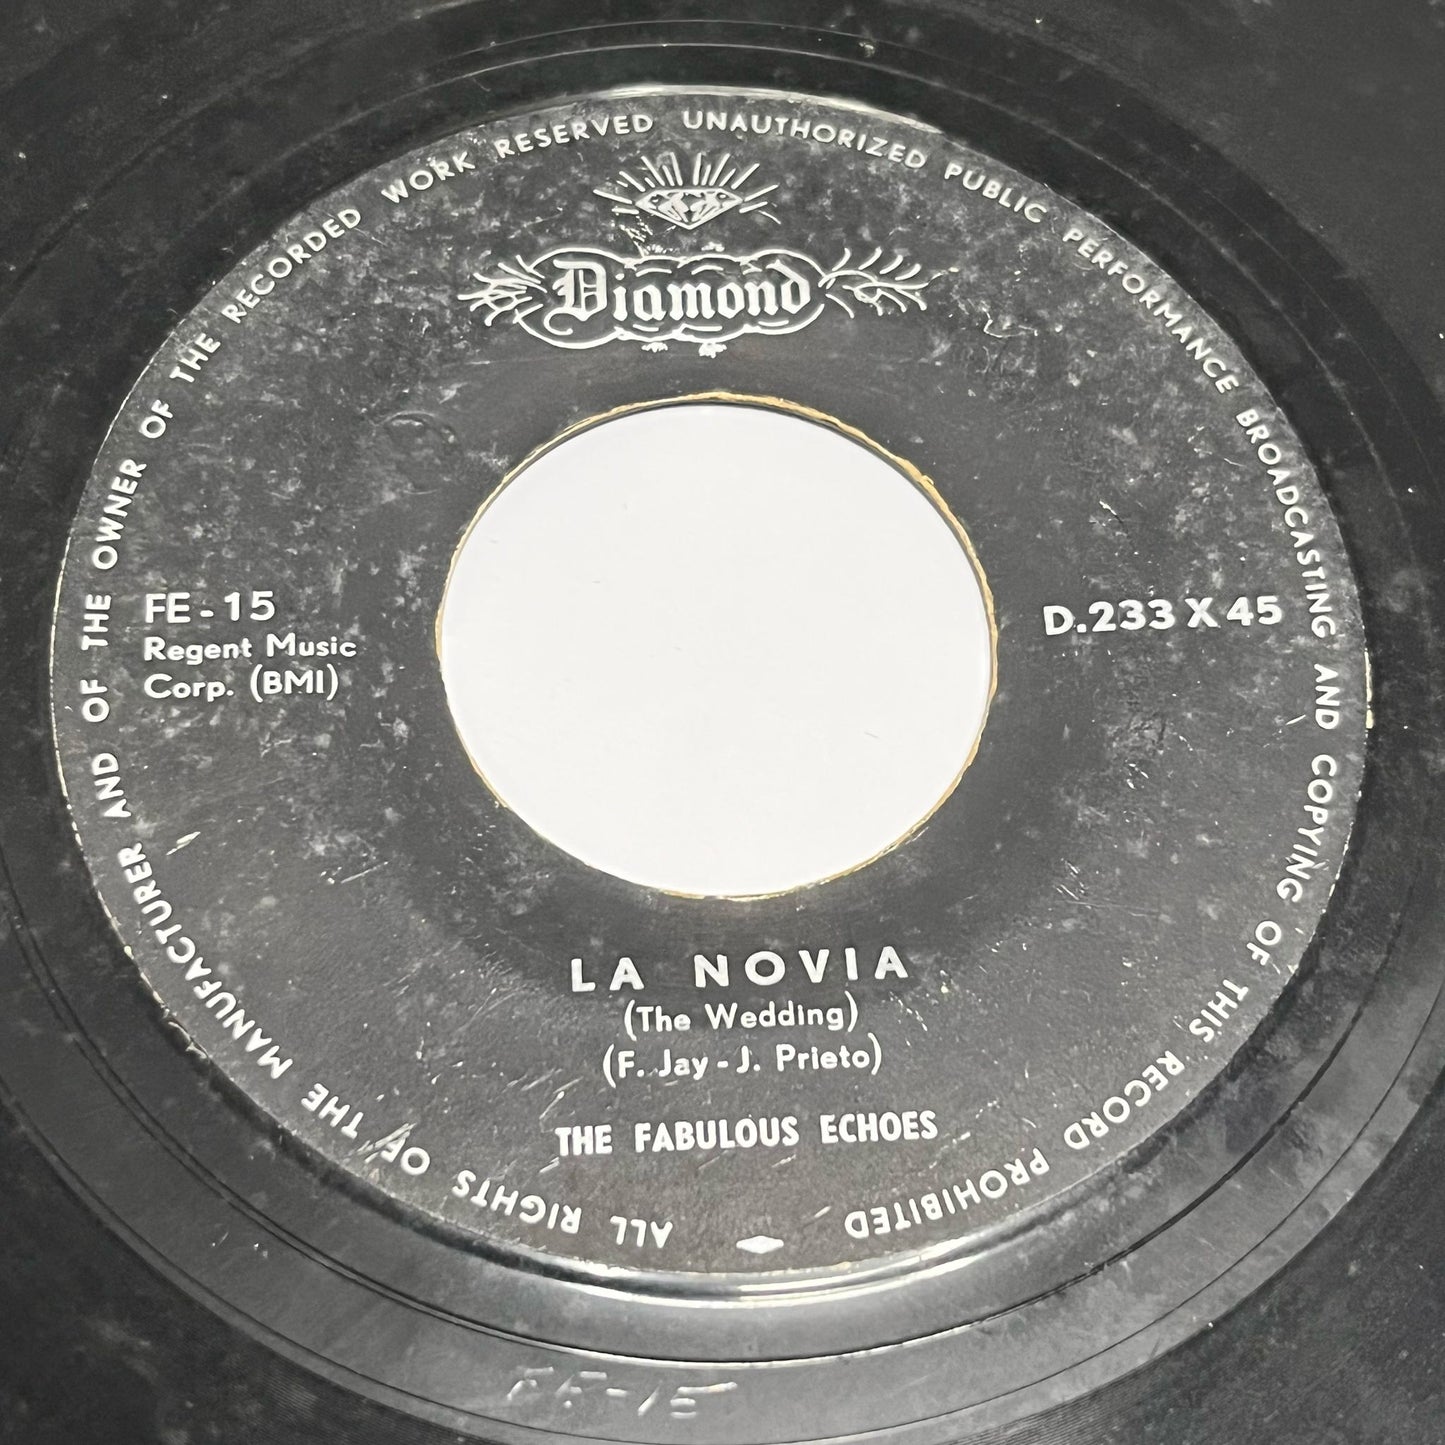 ALL RIGHTS OF THE MANUFACTURER AND OF THE OWNER OF THE RECORDED WORK RESERVED UNAUTHORIZED PUBLIC PERFORMANCE BROADCASTING AND COPYING OF THIS RECORD PROHIBITED
Diamond
FE-15
Regent Music
Corp. (BMI)
D.233 X 45
LA NOVIA
(The Wedding)
(F. Jay - J. Prieto)
THE FABULOUS ECHOES
FE-15